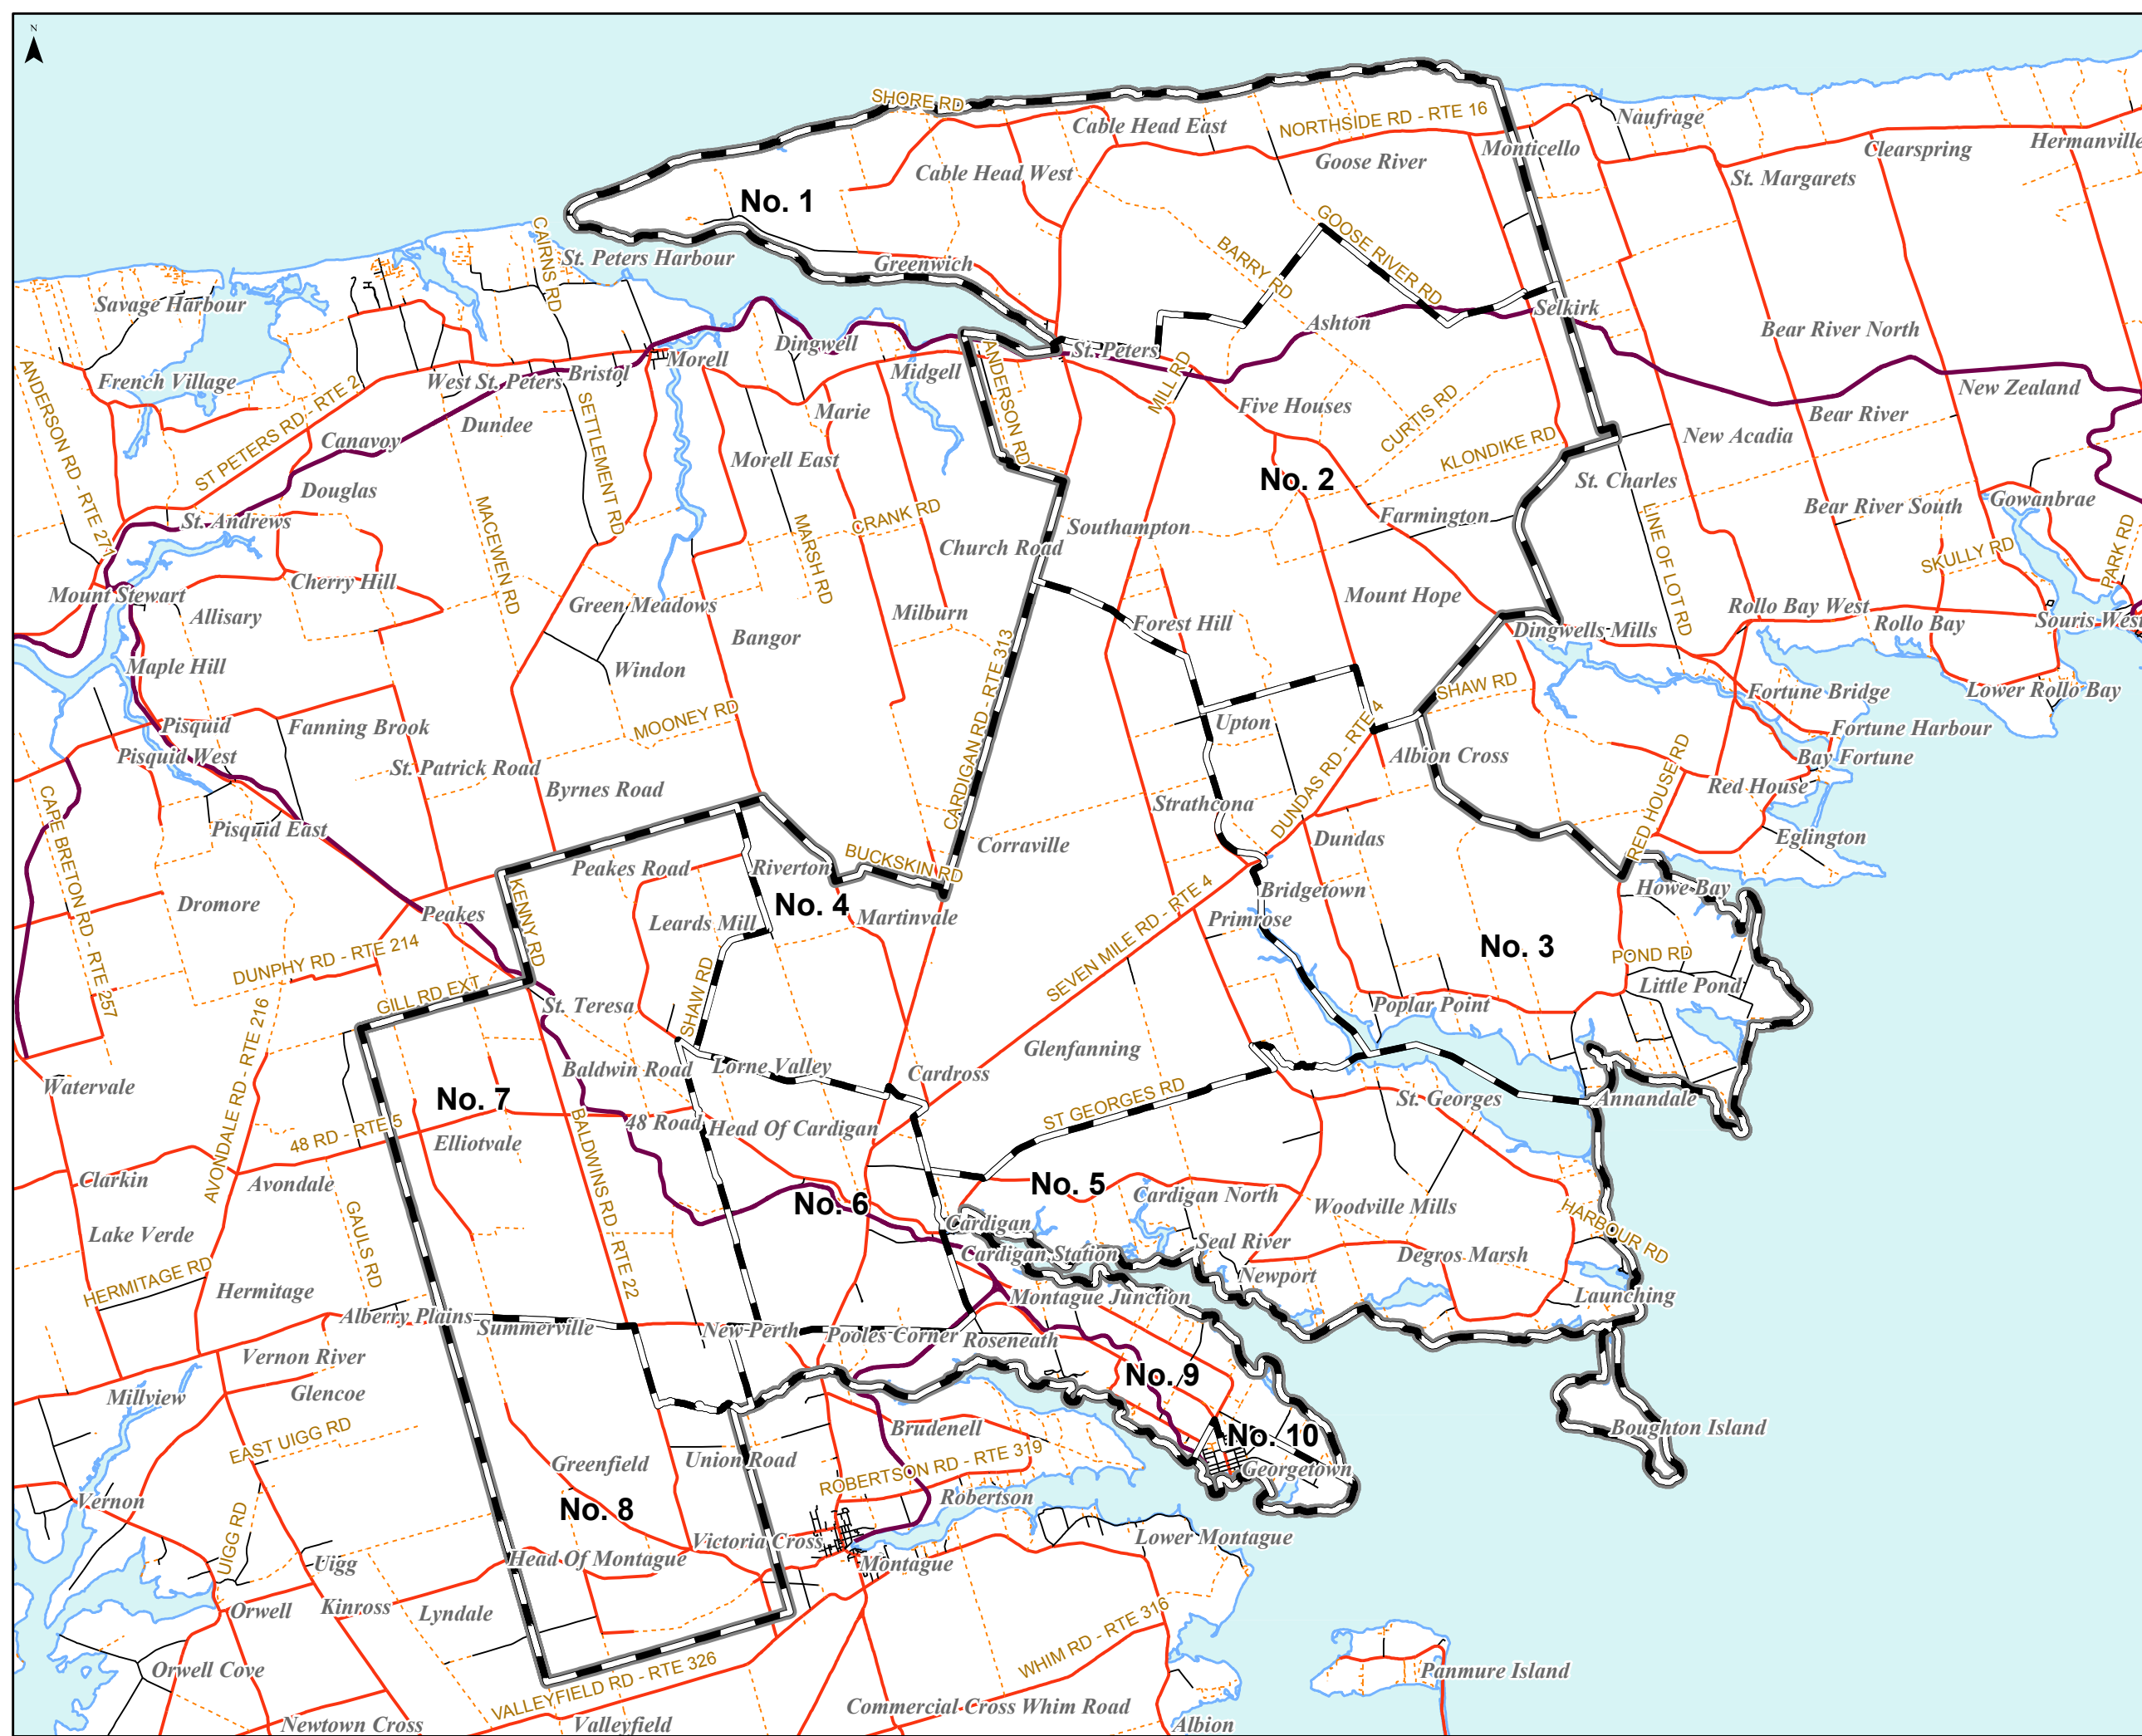 N
SHORE RD
Cable Head East
NORTHSIDE RD - RTE 16
Naufrage
Monticello
Goose River
Clearspring
Hermanville
Cable Head West
St. Margarets
No. 1
GOOSE RIVER RD
CAIRNS RD
BARRY RD
St. Peters Harbour
Greenwich
Savage Harbour
Selkirk
Ashton
Bear River North
Dingwell
St. Peters
Morell
Midgell
ANDERSON RD
ANDERSON RD - RTE 271
French Village
West St. Peters
Bristol
MILL RD
New Zealand
ST PETERS RD - RTE 2
SETTLEMENT RD
Marie
Five Houses
Bear River
Dundee
CURTIS RD
Canavoy
New Acadia
KLONDIKE RD
Morell East
No. 2
St. Charles
Douglas
Gowanbrae
Bear River South
St. Andrews
MACEWEN RD
MARSH RD
CRANK RD
Southampton
Farmington
LINE OF LOT RD
Church Road
SKULLY RD
PARK RD
Cherry Hill
Mount Stewart
Mount Hope
Allisary
Green Meadows
Milburn
Rollo Bay West
Forest Hill
Rollo Bay
Souris West
Bangor
Dingwells Mills
Maple Hill
Windon
CARDIGAN RD - RTE 313
SHAW RD
Fortune Bridge
Lower Rollo Bay
Pisquid
Fanning Brook
MOONEY RD
Upton
Fortune Harbour
Pisquid West
DUNDAS RD - RTE 4
Albion Cross
Bay Fortune
St. Patrick Road
RED HOUSE RD
Byrnes Road
Red House
CAPE BRETON RD - RTE 257
Strathcona
Pisquid East
Dundas
Eglington
Corraville
BUCKSKIN RD
Peakes Road
Riverton
Howe Bay
Bridgetown
KENNY RD
Dromore
No. 4
Peakes
Martinvale
Primrose
Leards Mill
No. 3
SEVEN MILE RD - RTE 4
DUNPHY RD - RTE 214
POND RD
Little Pond
GILL RD EXT
SHAW RD
St. Teresa
Poplar Point
AVONDALE RD - RTE 216
Glenfanning
Baldwin Road
Lorne Valley
Cardross
Watervale
No. 7
ST GEORGES RD
St. Georges
Annandale
48 RD - RTE 5
48 Road
Head Of Cardigan
Elliotvale
BALDWINS RD - RTE 22
Clarkin
Avondale
No. 5
Cardigan North
No. 6
Woodville Mills
GAULS RD
Lake Verde
Cardigan
HARBOUR RD
Seal River
Cardigan Station
Degros Marsh
HERMITAGE RD
Newport
Hermitage
Montague Junction
Launching
Alberry Plains
Summerville
New Perth
Pooles Corner
Roseneath
Vernon River
No. 9
Glencoe
Millview
Brudenell
No. 10
Boughton Island
EAST UIGG RD
Greenfield
Union Road
ROBERTSON RD - RTE 319
Georgetown
Vernon
No. 8
Robertson
UIGG RD
Victoria Cross
Lower Montague
Uigg
Head Of Montague
Montague
Orwell
Kinross
Lyndale
WHIM RD - RTE 316
Orwell Cove
VALLEYFIELD RD - RTE 326
Panmure Island
Commercial Cross
Whim Road
Newtown Cross
Valleyfield
Albion